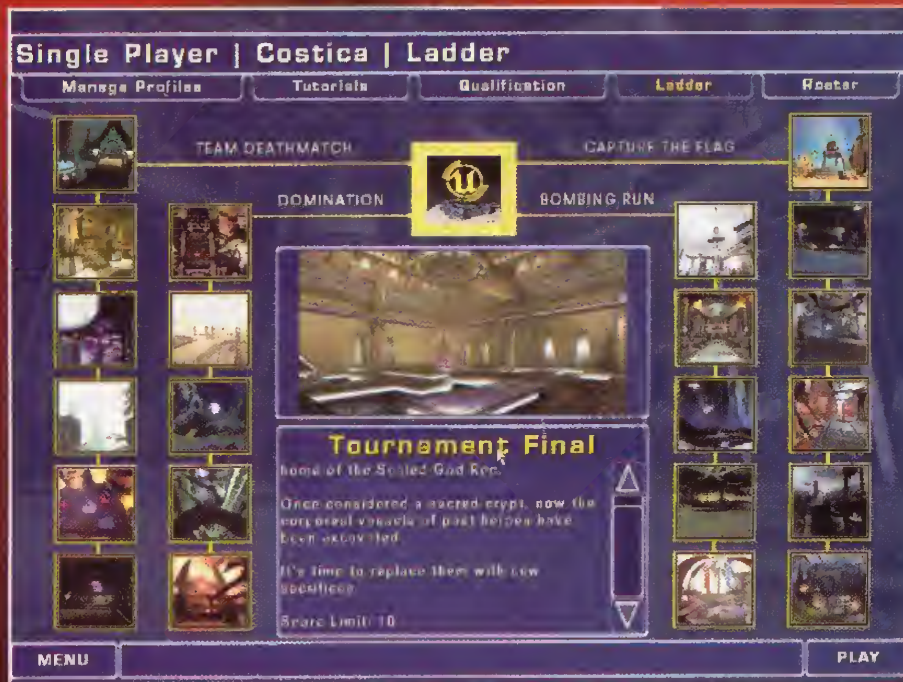 Single Player | Costica | Ladder
Manage Profiles
Tutorials
Qualification
Ladder
Roster
TEAM DEATHMATCH
CAPTURE THE FLAG
DOMINATION
BOMBING RUN
U
Tournament Final
home of the Scaled God
Once considered a sacred crypt, now the
corporeal vessels of past heroes have
been excavated
It's time to replace them with new
sacrifices
Score Limit: 10
MENU
PLAY